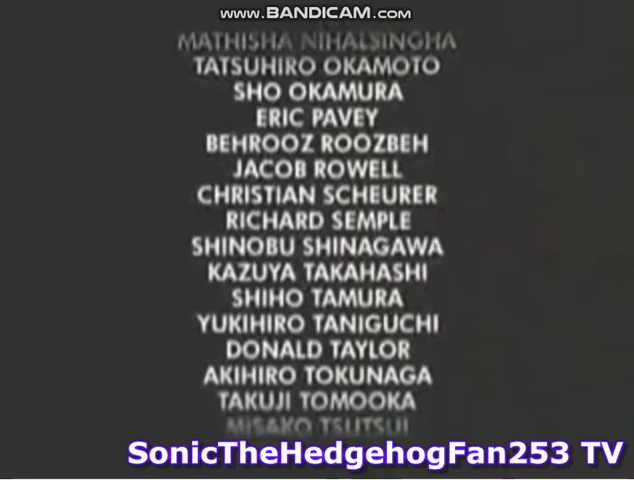 www.BANDICAM.com
MATHISHA NIHALSINGHA
TATSUHIRO OKAMOTO
SHO OKAMURA
ERIC PAVEY
BEHROOZ ROOZBEH
JACOB ROWELL
CHRISTIAN SCHEURER
RICHARD SEMPLE
SHINOBU SHINAGAWA
KAZUYA TAKAHASHI
SHIHO TAMURA
YUKIHIRO TANIGUCHI
DONALD TAYLOR
AKIHIRO TOKUNAGA
TAKUJI TOMOOKA
MISAKO TSUTSUI
SonicTheHedgehogFan253 TV